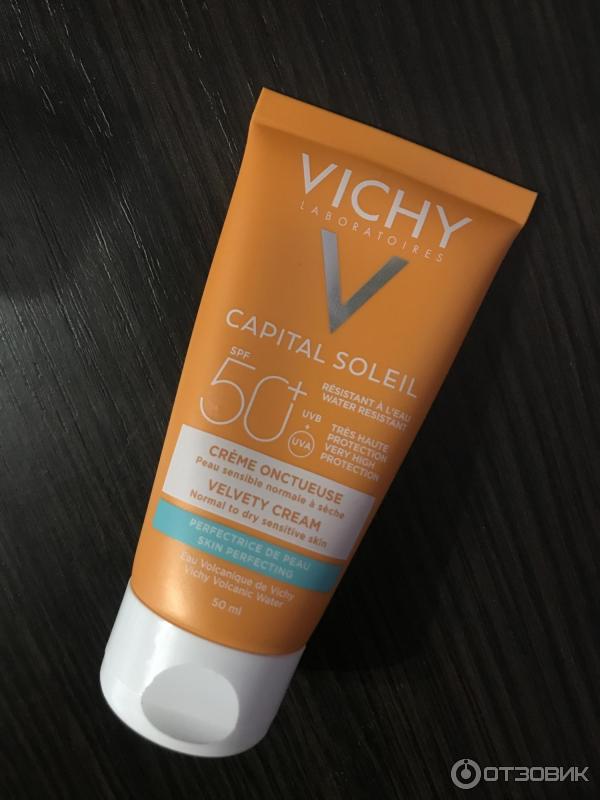 VICHY
LABORATOIRES
V
CAPITAL SOLEIL
SPF
50+
UVB
+
UVA
RÉSISTANT À L'EAU
WATER RESISTANT
TRÈS HAUTE
PROTECTION
VERY HIGH
PROTECTION
CRÈME ONCTUEUSE
Peau sensible normale à sèche
VELVETY CREAM
Normal to dry sensitive skin
PERFECTRICE DE PEAU
SKIN PERFECTING
Eau Volcanique de Vichy
Vichy Volcanic Water
50 ml
ОТЗОВИК